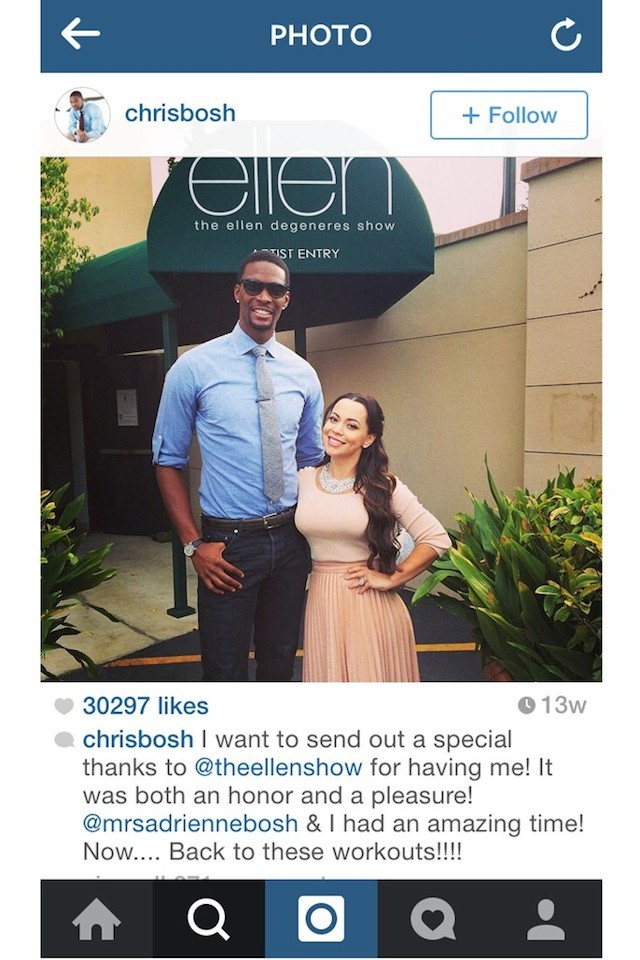 PHOTO
chrisbosh
+ Follow
ellen
the ellen degeneres show
ARTIST ENTRY
30297 likes
13w
chrisbosh I want to send out a special
thanks to @theellenshow for having me! It
was both an honor and a pleasure!
@mrsadriennebosh & I had an amazing time!
Now.... Back to these workouts!!!!